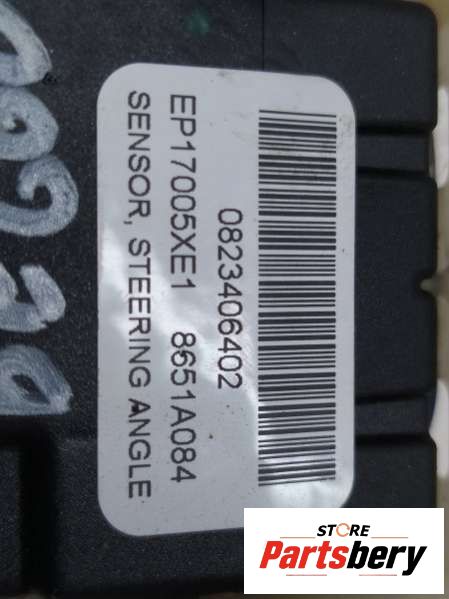 0823406402
EP17005XE1 8651A084
SENSOR, STEERING ANGLE
STORE
Partsbery